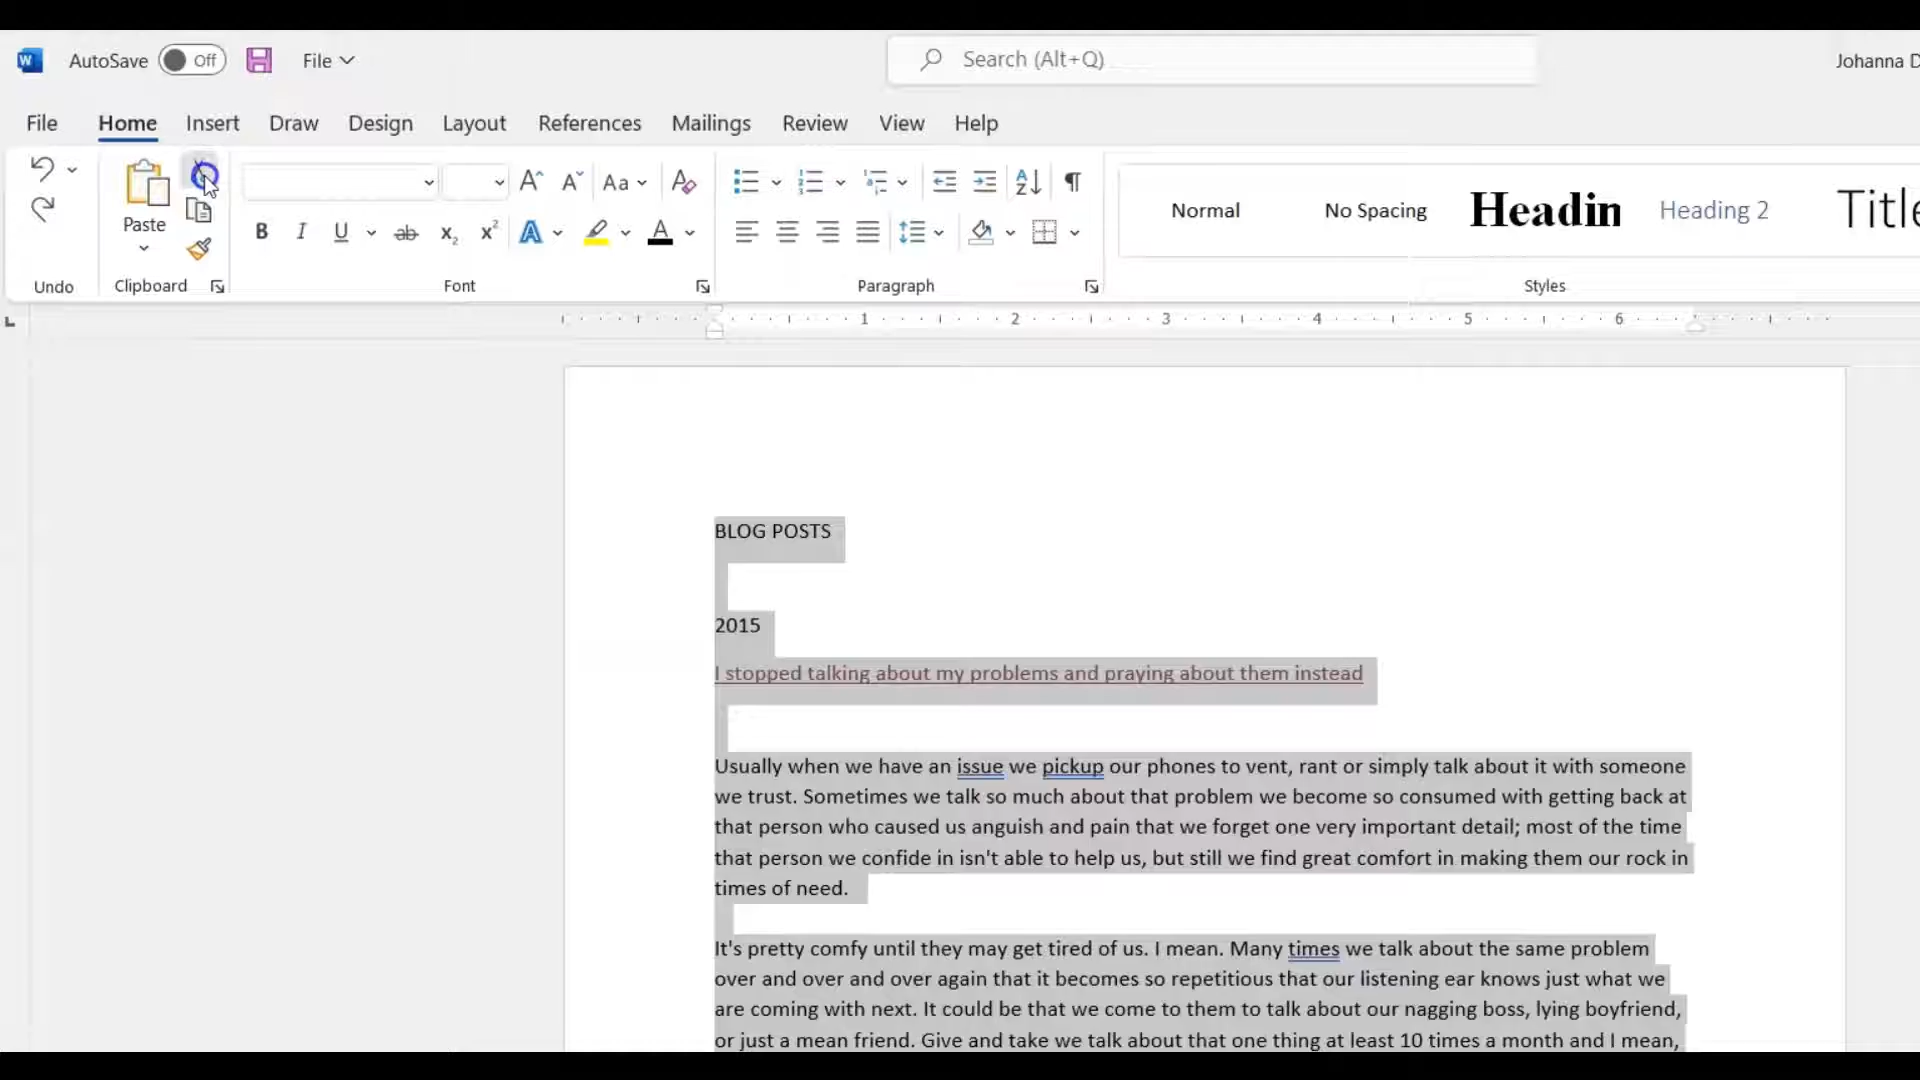 W
AutoSave Off File Search (Alt+Q) Johanna D
File Home Insert Draw Design Layout References Mailings Review View Help
Paste Aa A
B I U ab x₂ x² A A Normal No Spacing Headin Heading 2 Title
Undo Clipboard Font Paragraph Styles
1 2 3 4 5 6
BLOG POSTS
2015
I stopped talking about my problems and praying about them instead
Usually when we have an issue we pickup our phones to vent, rant or simply talk about it with someone
we trust. Sometimes we talk so much about that problem we become so consumed with getting back at
that person who caused us anguish and pain that we forget one very important detail; most of the time
that person we confide in isn't able to help us, but still we find great comfort in making them our rock in
times of need.
It's pretty comfy until they may get tired of us. I mean. Many times we talk about the same problem
over and over and over again that it becomes so repetitious that our listening ear knows just what we
are coming with next. It could be that we come to them to talk about our nagging boss, lying boyfriend,
or just a mean friend. Give and take we talk about that one thing at least 10 times a month and I mean,